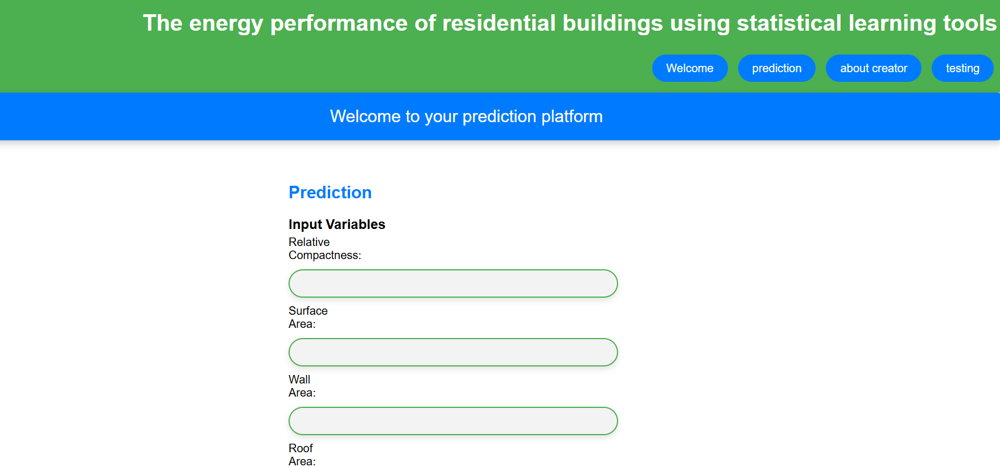 The energy performance of residential buildings using statistical learning tools
Welcome prediction about creator testing
Welcome to your prediction platform
Prediction
Input Variables
Relative
Compactness:
Surface
Area:
Wall
Area:
Roof
Area: